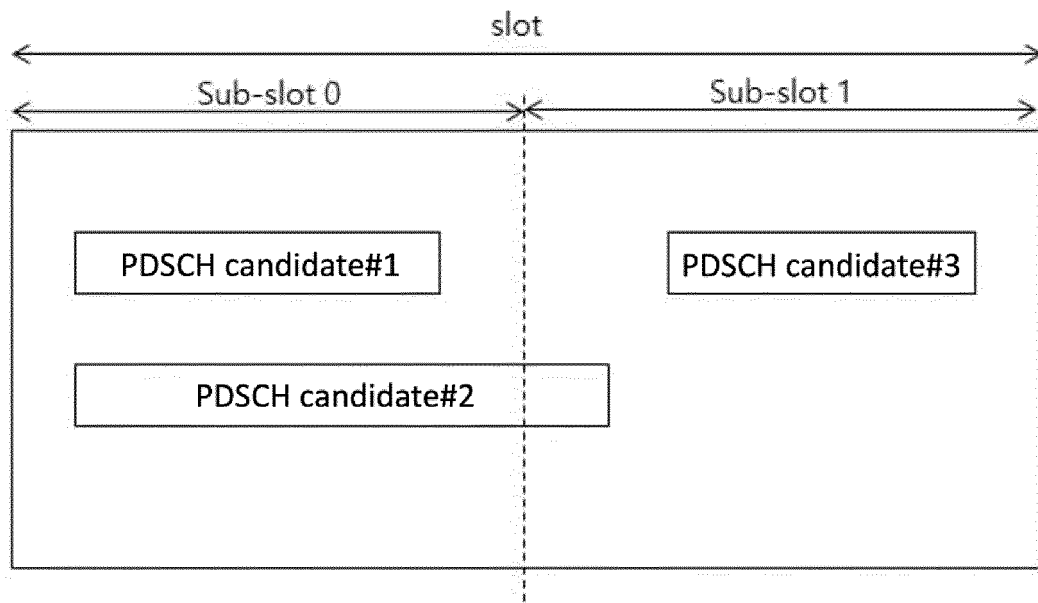 slot
Sub-slot 0
Sub-slot 1
PDSCH candidate#1
PDSCH candidate#3
PDSCH candidate#2